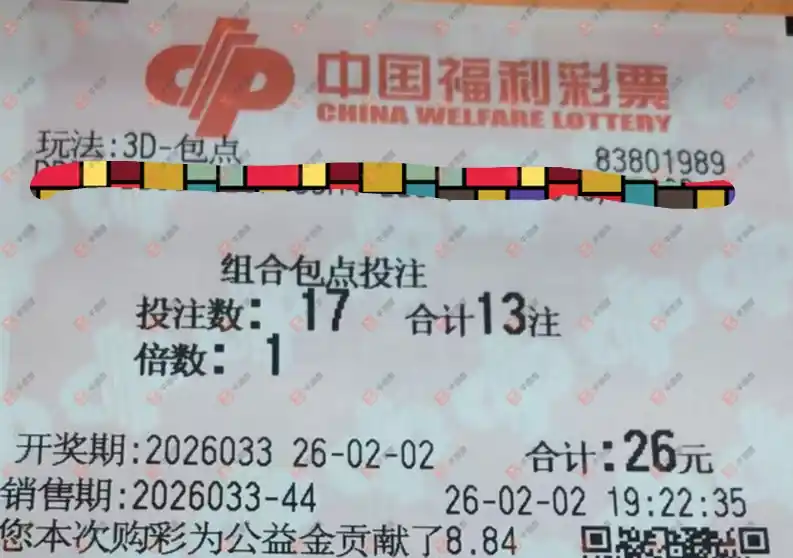 中国福利彩票
CHINA WELFARE LOTTERY
玩法:3D-包点 83801989
组合包点投注
投注数: 17 合计13注
倍数: 1
开奖期:2026033 26-02-02 合计:26元
销售期:2026033-44 26-02-02 19:22:35
您本次购彩为公益金贡献了8.84